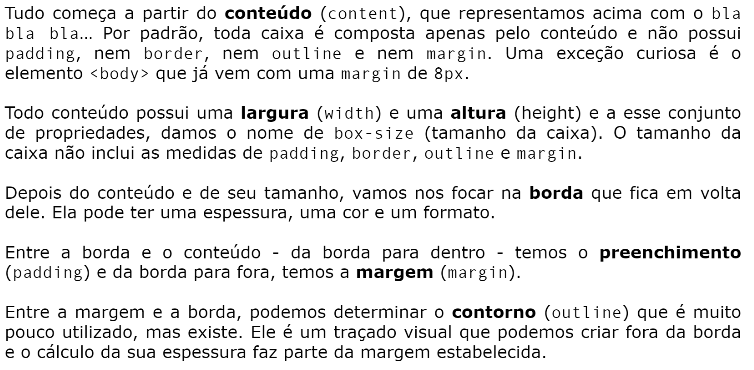 Tudo começa a partir do conteúdo (content), que representamos acima com o bla
bla bla… Por padrão, toda caixa é composta apenas pelo conteúdo e não possui
padding, nem border, nem outline e nem margin. Uma exceção curiosa é o
elemento <body> que já vem com uma margin de 8px.
Todo conteúdo possui uma largura (width) e uma altura (height) e a esse conjunto
de propriedades, damos o nome de box-size (tamanho da caixa). O tamanho da
caixa não inclui as medidas de padding, border, outline e margin.
Depois do conteúdo e de seu tamanho, vamos nos focar na borda que fica em volta
dele. Ela pode ter uma espessura, uma cor e um formato.
Entre a borda e o conteúdo - da borda para dentro - temos o preenchimento
(padding) e da borda para fora, temos a margem (margin).
Entre a margem e a borda, podemos determinar o contorno (outline) que é muito
pouco utilizado, mas existe. Ele é um traçado visual que podemos criar fora da borda
e o cálculo da sua espessura faz parte da margem estabelecida.